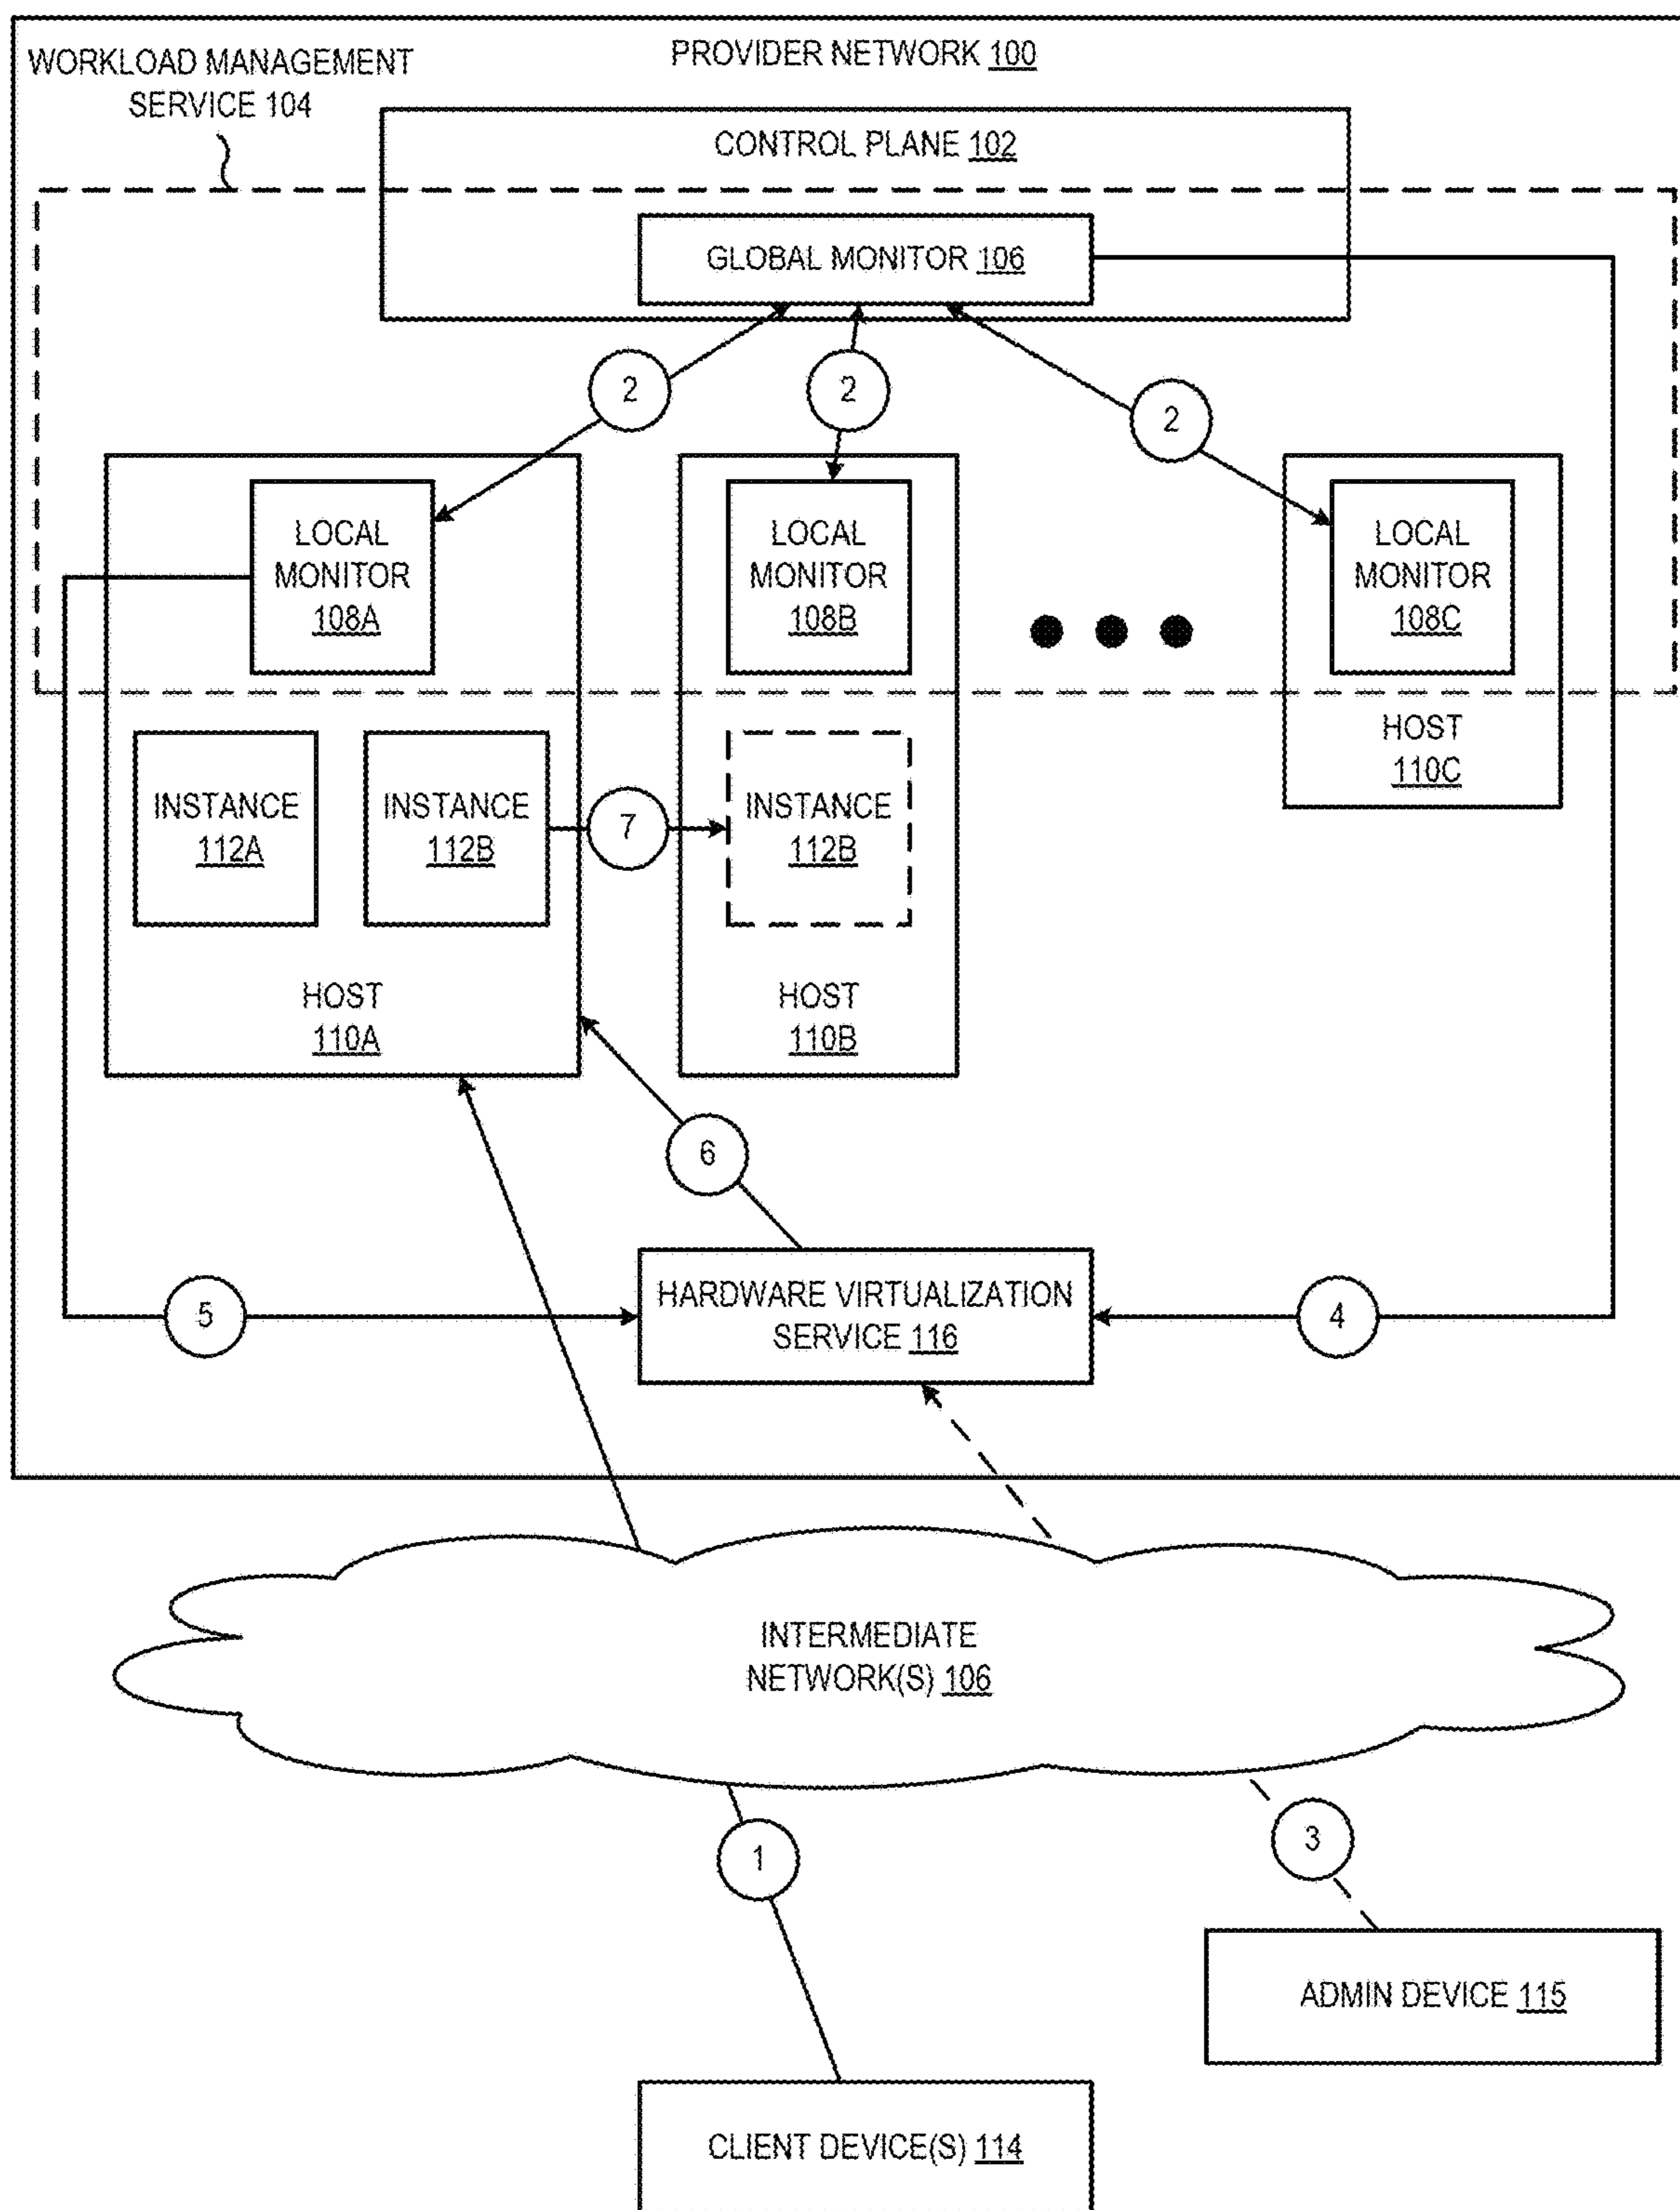 PROVIDER NETWORK 100
WORKLOAD MANAGEMENT
SERVICE 104
CONTROL PLANE 102
GLOBAL MONITOR 106
2
2
2
LOCAL
MONITOR
108A
LOCAL
MONITOR
108B
LOCAL
MONITOR
108C
HOST
110C
INSTANCE
112A
INSTANCE
112B
7
INSTANCE
112B
HOST
110A
HOST
110B
6
5
HARDWARE VIRTUALIZATION
SERVICE 116
4
INTERMEDIATE
NETWORK(S) 106
1
3
ADMIN DEVICE 115
CLIENT DEVICE(S) 114